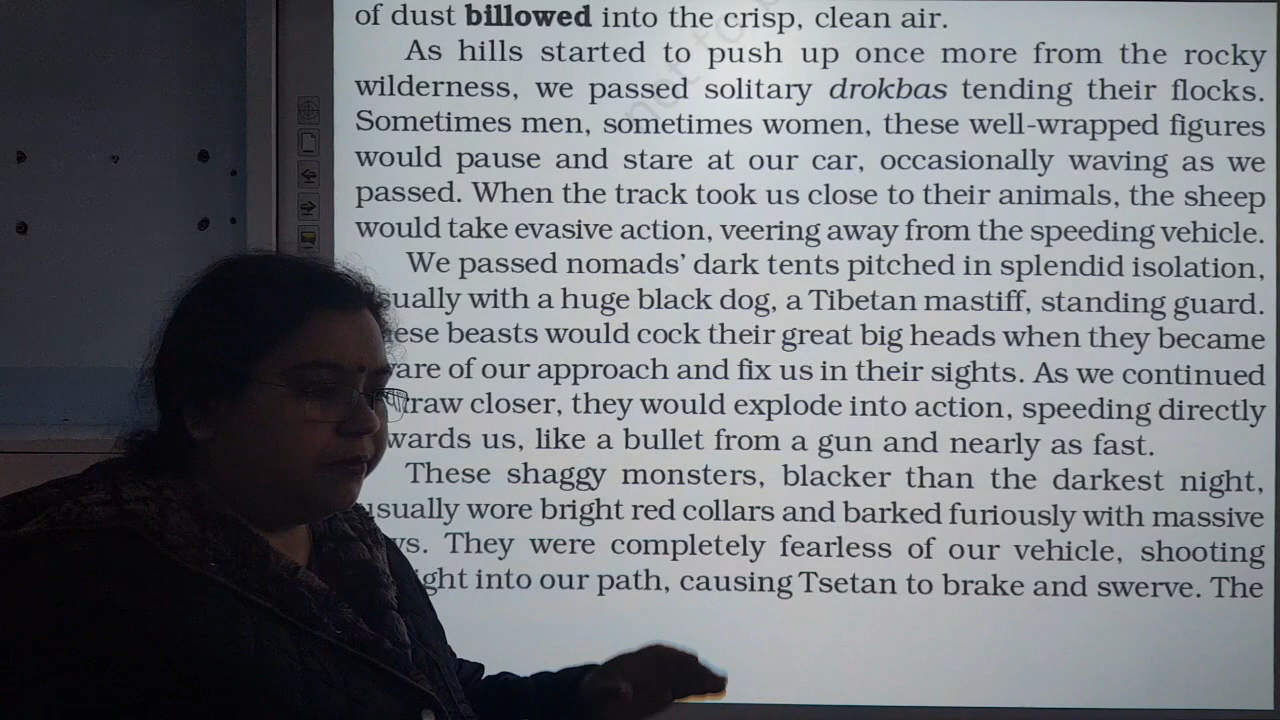 of dust billowed into the crisp, clean air.
As hills started to push up once more from the rocky
wilderness, we passed solitary drokbas tending their flocks.
Sometimes men, sometimes women, these well-wrapped figures
would pause and stare at our car, occasionally waving as we
passed. When the track took us close to their animals, the sheep
would take evasive action, veering away from the speeding vehicle.
We passed nomads’ dark tents pitched in splendid isolation,
sually with a huge black dog, a Tibetan mastiff, standing guard.
ese beasts would cock their great big heads when they became
are of our approach and fix us in their sights. As we continued
raw closer, they would explode into action, speeding directly
wards us, like a bullet from a gun and nearly as fast.
These shaggy monsters, blacker than the darkest night,
usually wore bright red collars and barked furiously with massive
ws. They were completely fearless of our vehicle, shooting
ght into our path, causing Tsetan to brake and swerve. The